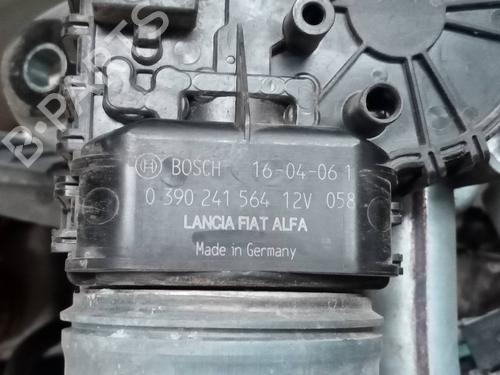 BOSCH 16-04-06 1
0 390 241 564 12V 058
LANCIA FIAT ALFA
Made in Germany
B-PARTS